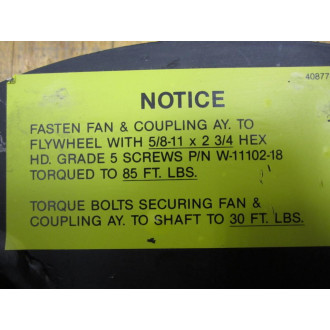 40877
NOTICE
FASTEN FAN & COUPLING AY. TO
FLYWHEEL WITH 5/8-11 x 2 3/4 HEX
HD. GRADE 5 SCREWS P/N W-11102-18
TORQUED TO 85 FT. LBS.
TORQUE BOLTS SECURING FAN &
COUPLING AY. TO SHAFT TO 30 FT. LBS.